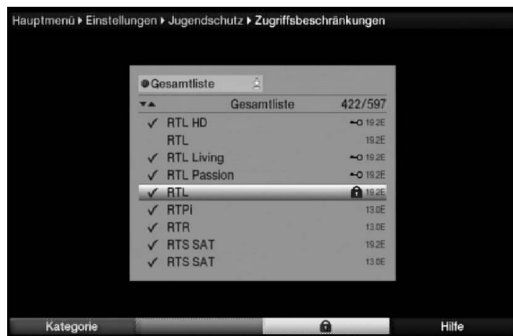 Hauptmenü ▸ Einstellungen ▸ Jugendschutz ▸ Zugriffsbeschränkungen
Gesamtliste
Gesamtliste 422/597
✓ RTL HD 19.2E
RTL 19.2E
✓ RTL Living 19.2E
✓ RTL Passion 19.2E
✓ RTL 19.2E
✓ RTPi 13.0E
✓ RTR 13.0E
✓ RTS SAT 19.2E
✓ RTS SAT 13.0E
Kategorie Hilfe